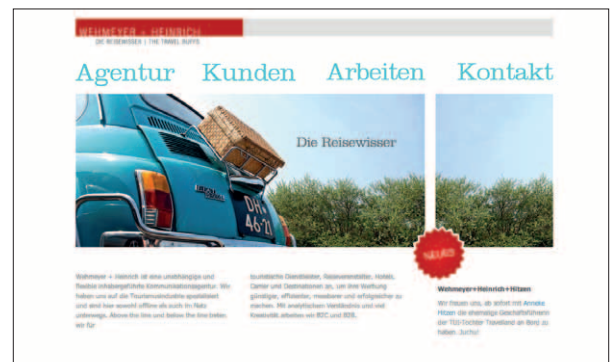 WEHMEYER + HEINRICH
DIE REISEWISSER | THE TRAVEL BUFFS
Agentur Kunden Arbeiten Kontakt
Die Reisewisser
DH•
46-21
NEUES
Wehmeyer + Heinrich ist eine unabhängige und
flexible inhabergeführte Kommunikationsagentur. Wir
haben uns auf die Tourismusindustrie spezialisiert
und sind hier sowohl offline als auch im Netz
unterwegs. Above the line und below the line treten
wir für
touristische Dienstleister, Reiseveranstalter, Hotels,
Carrier und Destinationen an, um ihre Werbung
günstiger, effizienter, messbarer und erfolgreicher zu
machen. Mit analytischem Verständnis und viel
Kreativität arbeiten wir B2C und B2B.
Wehmeyer+Heinrich+Hitzen
Wir freuen uns, ab sofort mit Anneke
Hitzen die ehemalige Geschäftsführerin
der TUI-Tochter Travelland an Bord zu
haben. Juchu!